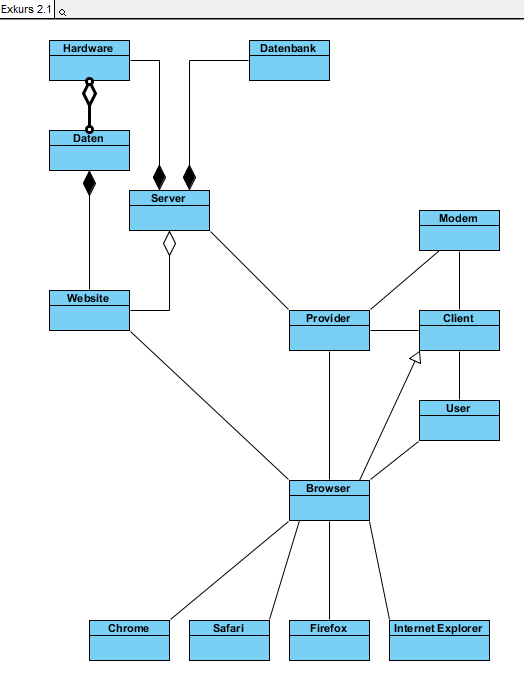 Exkurs 2.1
Hardware
Datenbank
Daten
Server
Modem
Website
Provider
Client
User
Browser
Chrome
Safari
Firefox
Internet Explorer